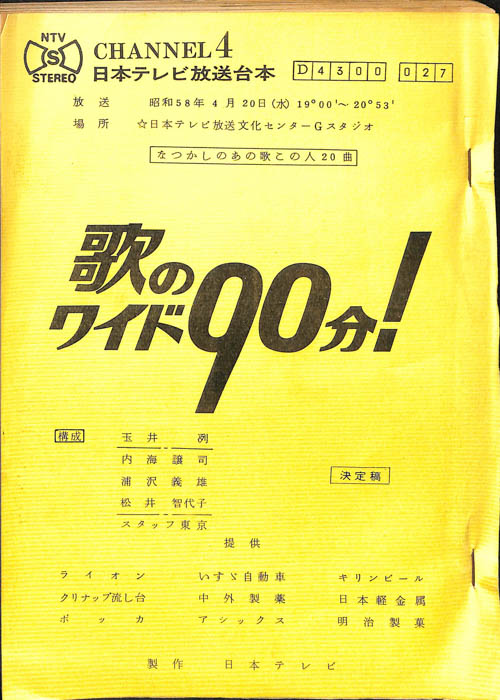 NTV
S
STEREO
CHANNEL 4
日本テレビ放送台本
D4300 027
放送 昭和58年4月20日(水) 19°00'〜20°53'
場所 ☆日本テレビ放送文化センターGスタジオ
なつかしのあの歌この人20曲
歌の
ワイド90分!
構成
玉井 冽
内海譲司
浦沢義雄
松井智代子
スタッフ東京
決定稿
提供
ライオン いすゞ自動車 キリンビール
クリナップ流し台 中外製薬 日本軽金属
ポッカ アシックス 明治製菓
製作 日本テレビ